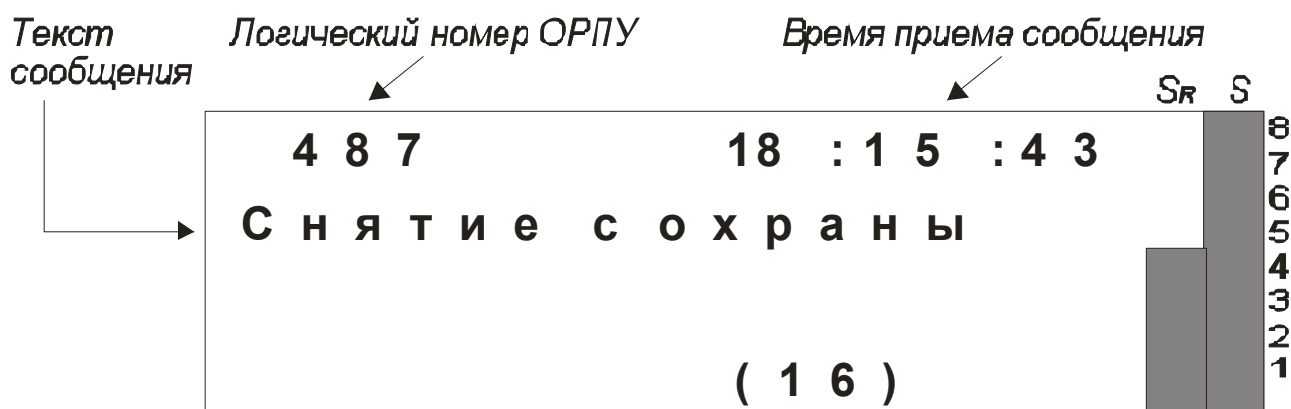 Текст сообщения
Логический номер ОРПУ
Время приема сообщения
SR S
487 18:15:43
Снятие с охраны
(16)
8
7
6
5
4
3
2
1